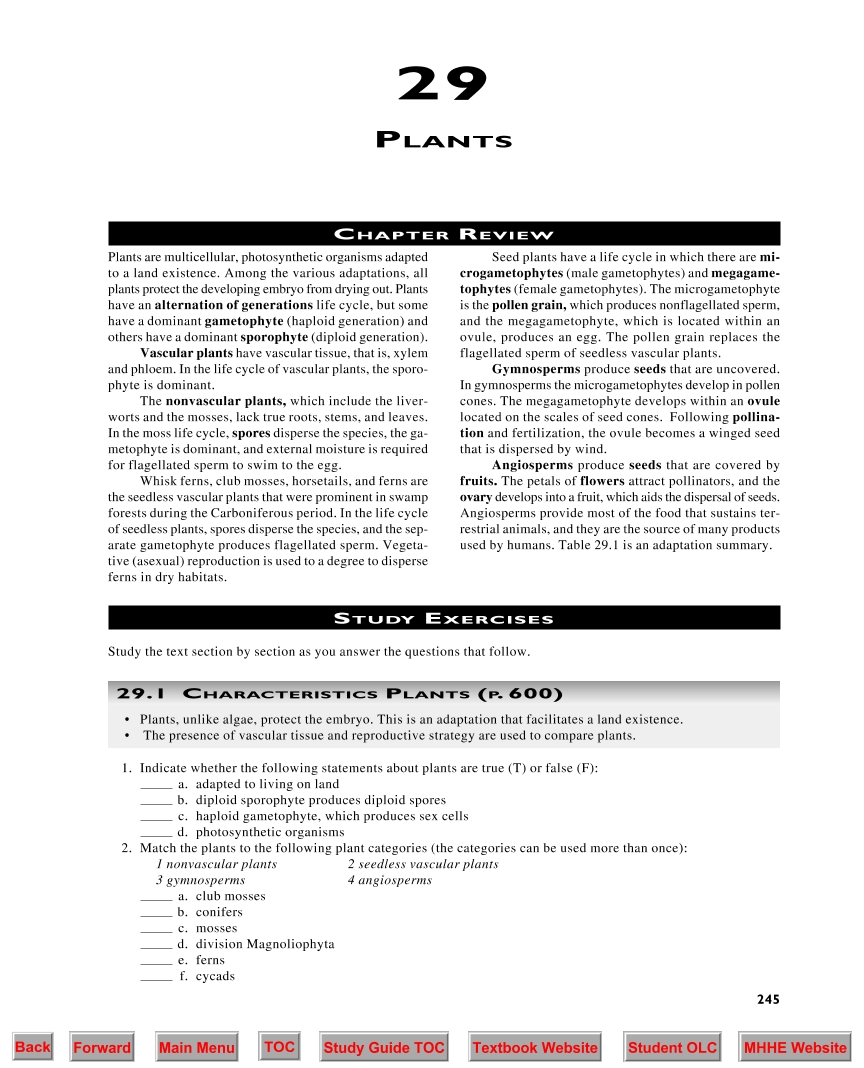 29
PLANTS
CHAPTER REVIEW
Plants are multicellular, photosynthetic organisms adapted
to a land existence. Among the various adaptations, all
plants protect the developing embryo from drying out. Plants
have an alternation of generations life cycle, but some
have a dominant gametophyte (haploid generation) and
others have a dominant sporophyte (diploid generation).
Vascular plants have vascular tissue, that is, xylem
and phloem. In the life cycle of vascular plants, the sporo-
phyte is dominant.
The nonvascular plants, which include the liver-
worts and the mosses, lack true roots, stems, and leaves.
In the moss life cycle, spores disperse the species, the ga-
metophyte is dominant, and external moisture is required
for flagellated sperm to swim to the egg.
Whisk ferns, club mosses, horsetails, and ferns are
the seedless vascular plants that were prominent in swamp
forests during the Carboniferous period. In the life cycle
of seedless plants, spores disperse the species, and the sep-
arate gametophyte produces flagellated sperm. Vegeta-
tive (asexual) reproduction is used to a degree to disperse
ferns in dry habitats.
Seed plants have a life cycle in which there are mi-
crogametophytes (male gametophytes) and megagame-
tophytes (female gametophytes). The microgametophyte
is the pollen grain, which produces nonflagellated sperm,
and the megagametophyte, which is located within an
ovule, produces an egg. The pollen grain replaces the
flagellated sperm of seedless vascular plants.
Gymnosperms produce seeds that are uncovered.
In gymnosperms the microgametophytes develop in pollen
cones. The megagametophyte develops within an ovule
located on the scales of seed cones. Following pollina-
tion and fertilization, the ovule becomes a winged seed
that is dispersed by wind.
Angiosperms produce seeds that are covered by
fruits. The petals of flowers attract pollinators, and the
ovary develops into a fruit, which aids the dispersal of seeds.
Angiosperms provide most of the food that sustains ter-
restrial animals, and they are the source of many products
used by humans. Table 29.1 is an adaptation summary.
STUDY EXERCISES
Study the text section by section as you answer the questions that follow.
29.1 CHARACTERISTICS PLANTS (P. 600)
• Plants, unlike algae, protect the embryo. This is an adaptation that facilitates a land existence.
• The presence of vascular tissue and reproductive strategy are used to compare plants.
1. Indicate whether the following statements about plants are true (T) or false (F):
_____ a. adapted to living on land
_____ b. diploid sporophyte produces diploid spores
_____ c. haploid gametophyte, which produces sex cells
_____ d. photosynthetic organisms
2. Match the plants to the following plant categories (the categories can be used more than once):
1 nonvascular plants 2 seedless vascular plants
3 gymnosperms 4 angiosperms
_____ a. club mosses
_____ b. conifers
_____ c. mosses
_____ d. division Magnoliophyta
_____ e. ferns
_____ f. cycads
245
Back Forward Main Menu TOC Study Guide TOC Textbook Website Student OLC MHHE Website